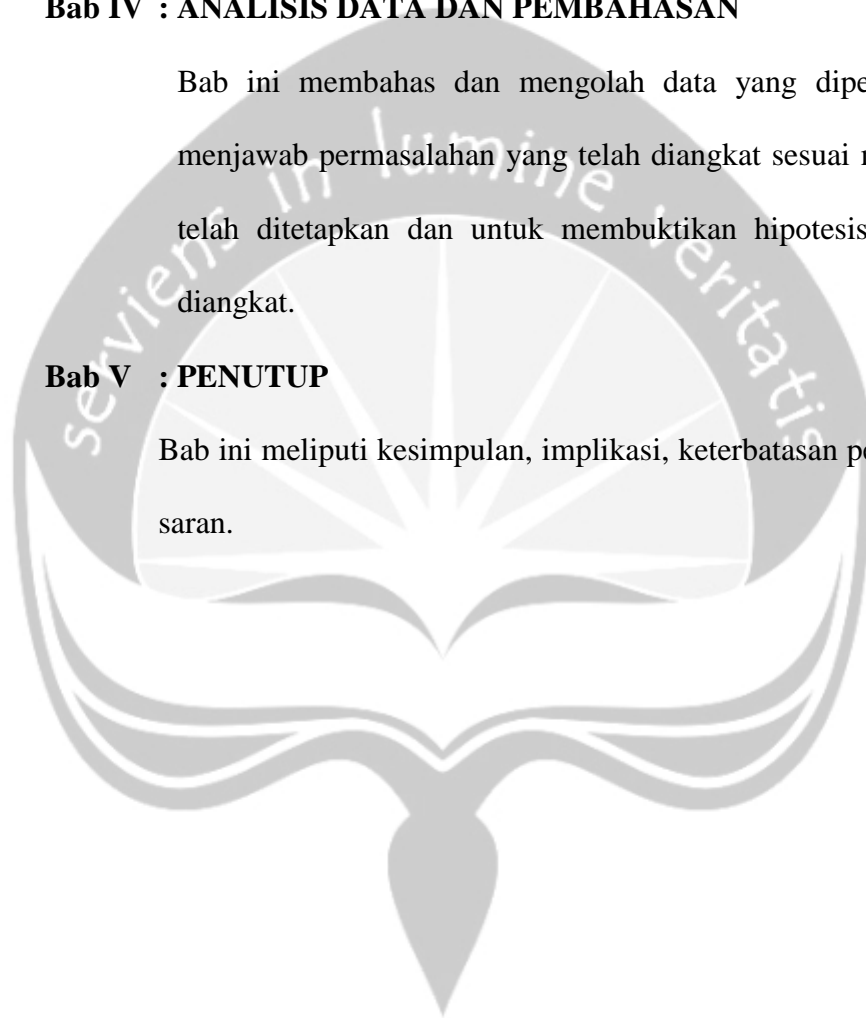 Bab IV : ANALISIS DATA DAN PEMBAHASAN
Bab ini membahas dan mengolah data yang
menjawab permasalahan yang telah diangkat sesuai
telah ditetapkan dan untuk membuktikan hipotesis
diangkat.
Bab V : PENUTUP
Bab ini meliputi kesimpulan, implikasi, keterbatasan
saran.
serviens in lumine veritatis